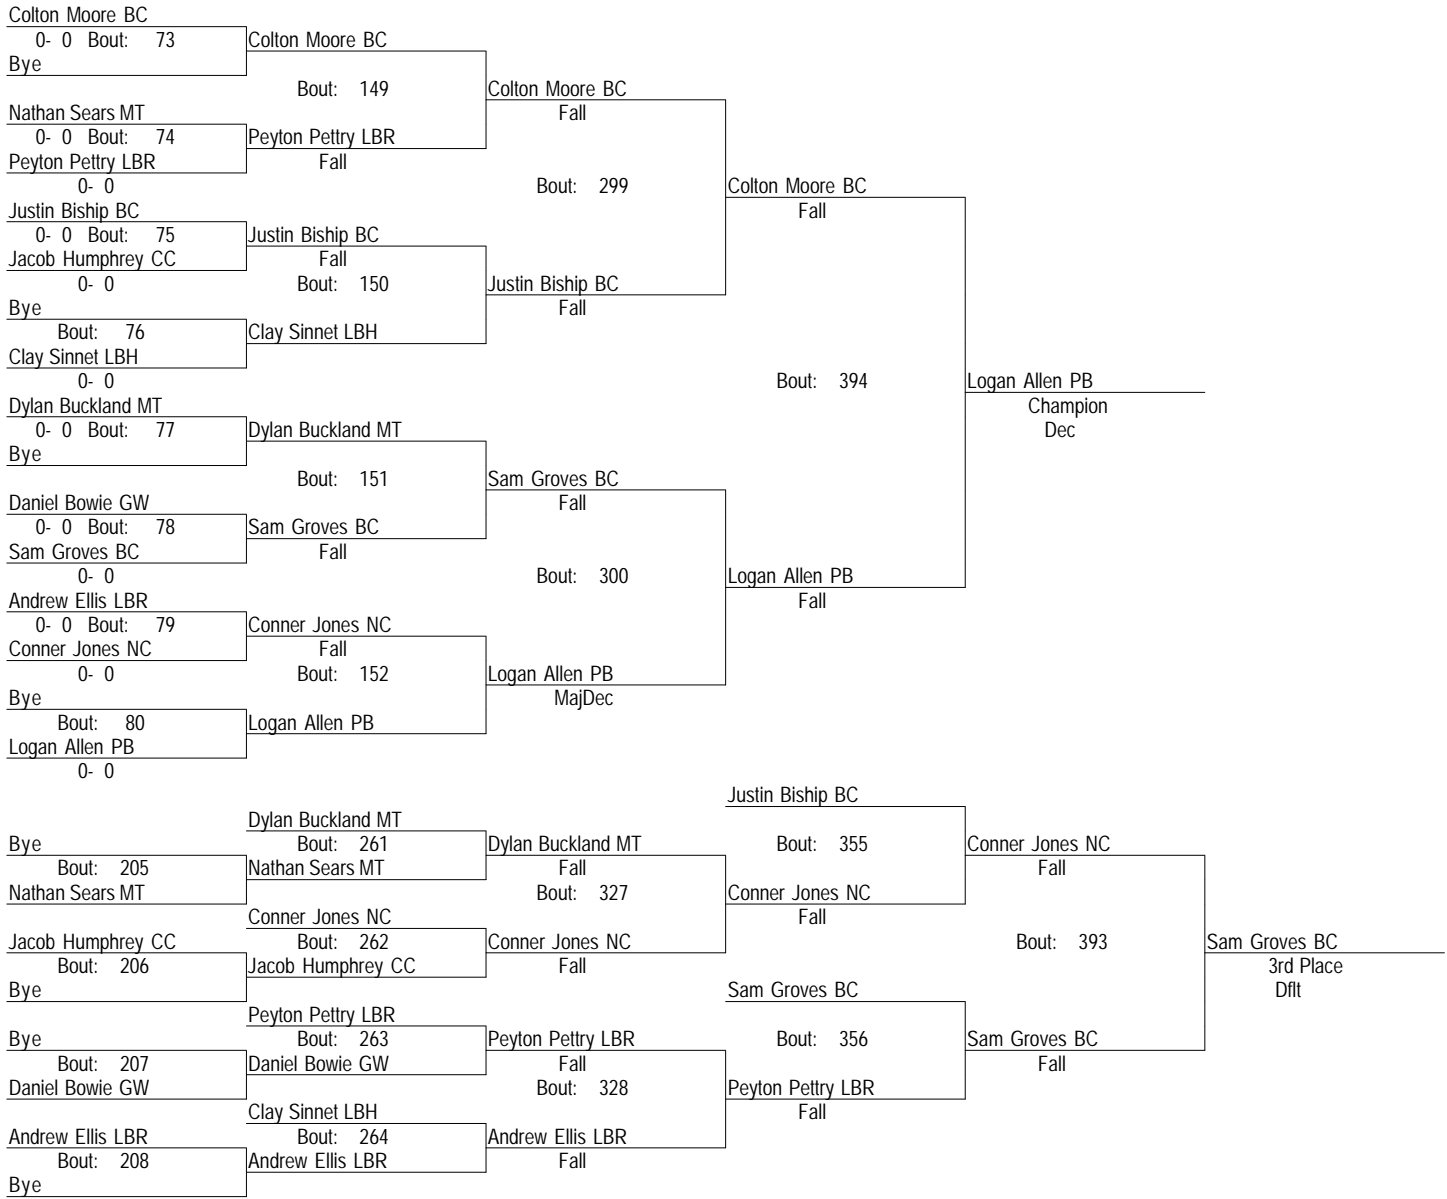 Colton Moore BC
0- 0 Bout: 73
Colton Moore BC
Bye
Bout: 149
Colton Moore BC
Nathan Sears MT
Fall
0- 0 Bout: 74
Peyton Pettry LBR
Peyton Pettry LBR
Fall
0- 0
Bout: 299
Colton Moore BC
Justin Biship BC
Fall
0- 0 Bout: 75
Justin Biship BC
Jacob Humphrey CC
Fall
0- 0
Bout: 150
Justin Biship BC
Bye
Fall
Bout: 76
Clay Sinnet LBH
Clay Sinnet LBH
0- 0
Bout: 394
Logan Allen PB
Dylan Buckland MT
Champion
0- 0 Bout: 77
Dylan Buckland MT
Dec
Bye
Bout: 151
Sam Groves BC
Daniel Bowie GW
Fall
0- 0 Bout: 78
Sam Groves BC
Sam Groves BC
Fall
0- 0
Bout: 300
Logan Allen PB
Andrew Ellis LBR
Fall
0- 0 Bout: 79
Conner Jones NC
Conner Jones NC
Fall
0- 0
Bout: 152
Logan Allen PB
Bye
MajDec
Bout: 80
Logan Allen PB
Logan Allen PB
0- 0
Justin Biship BC
Dylan Buckland MT
Bye
Bout: 261
Dylan Buckland MT
Bout: 355
Conner Jones NC
Bout: 205
Nathan Sears MT
Fall
Fall
Nathan Sears MT
Bout: 327
Conner Jones NC
Conner Jones NC
Fall
Jacob Humphrey CC
Bout: 262
Conner Jones NC
Bout: 393
Sam Groves BC
Bout: 206
Jacob Humphrey CC
Fall
3rd Place
Bye
Sam Groves BC
Dflt
Peyton Pettry LBR
Bye
Bout: 263
Peyton Pettry LBR
Bout: 356
Sam Groves BC
Bout: 207
Daniel Bowie GW
Fall
Fall
Daniel Bowie GW
Bout: 328
Peyton Pettry LBR
Clay Sinnet LBH
Fall
Andrew Ellis LBR
Bout: 264
Andrew Ellis LBR
Bout: 208
Andrew Ellis LBR
Fall
Bye